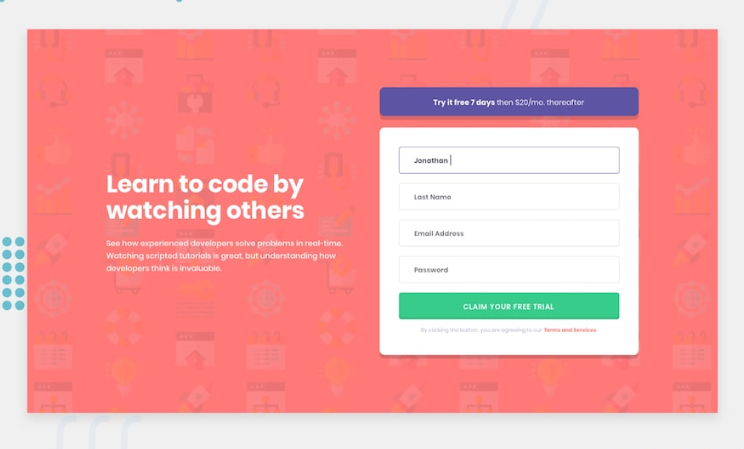 Try it free 7 days then $20/mo. thereafter
Learn to code by
watching others
See how experienced developers solve problems in real-time.
Watching scripted tutorials is great, but understanding how
developers think is invaluable.
Jonathan
Last Name
Email Address
Password
CLAIM YOUR FREE TRIAL
By clicking the button, you are agreeing to our Terms and Services